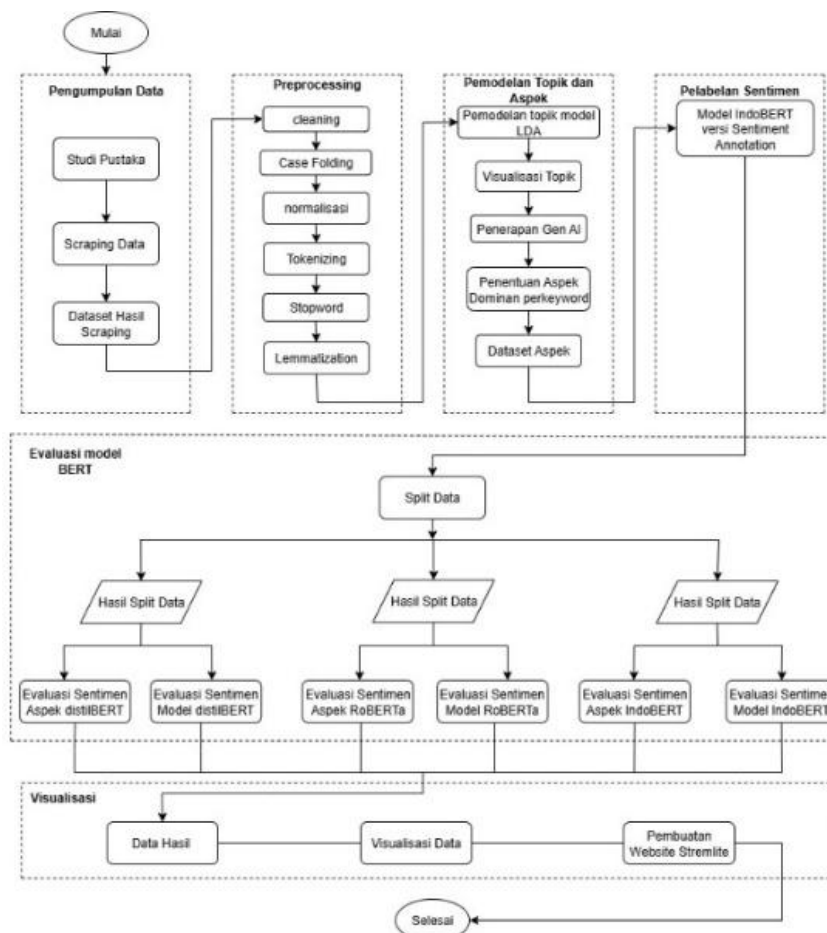 Mulai
Pengumpulan Data
Studi Pustaka
Scraping Data
Dataset Hasil
Scraping
Preprocessing
cleaning
Case Folding
normalisasi
Tokenizing
Stopword
Lemmatization
Pemodelan Topik dan
Aspek
Pemodelan topik model
LDA
Visualisasi Topik
Penerapan Gen AI
Penentuan Aspek
Dominan perkeyword
Dataset Aspek
Pelabelan Sentimen
Model IndoBERT
versi Sentiment
Annotation
Evaluasi model
BERT
Split Data
Hasil Split Data
Hasil Split Data
Hasil Split Data
Evaluasi Sentimen
Aspek distilBERT
Evaluasi Sentimen
Model distilBERT
Evaluasi Sentimen
Aspek RoBERTa
Evaluasi Sentimen
Model RoBERTa
Evaluasi Sentimen
Aspek IndoBERT
Evaluasi Sentimen
Model IndoBERT
Visualisasi
Data Hasil
Visualisasi Data
Pembuatan
Website Stremlite
Selesai